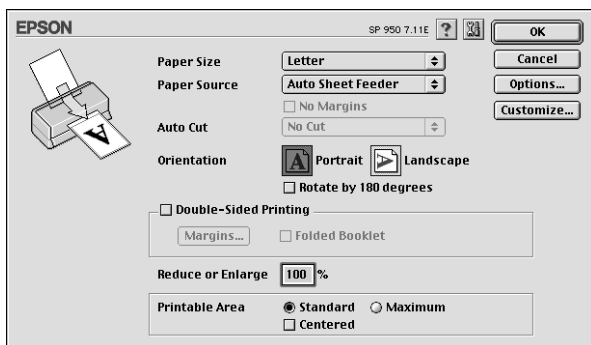 EPSON SP 950 7.11E ? OK
Paper Size Letter Cancel
Paper Source Auto Sheet Feeder Options...
No Margins Customize...
Auto Cut No Cut
Orientation A Portrait A Landscape
Rotate by 180 degrees
Double-Sided Printing
Margins... Folded Booklet
Reduce or Enlarge 100 %
Printable Area Standard Maximum
Centered
A